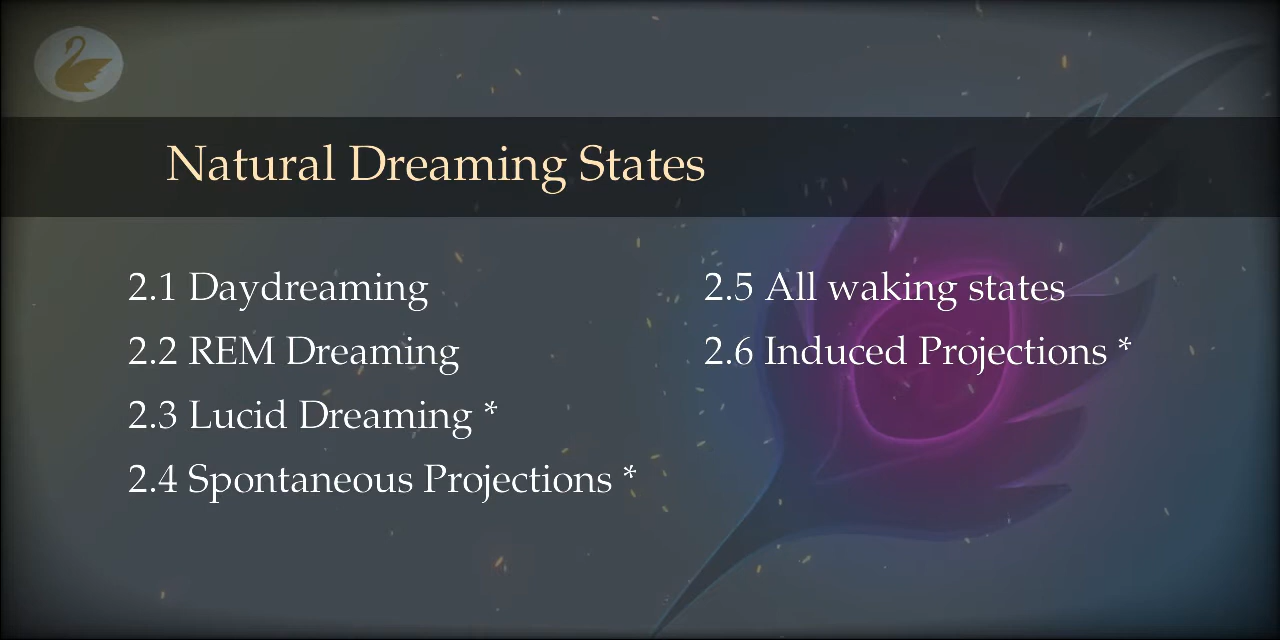 Natural Dreaming States
2.1 Daydreaming
2.2 REM Dreaming
2.3 Lucid Dreaming *
2.4 Spontaneous Projections *
2.5 All waking states
2.6 Induced Projections *